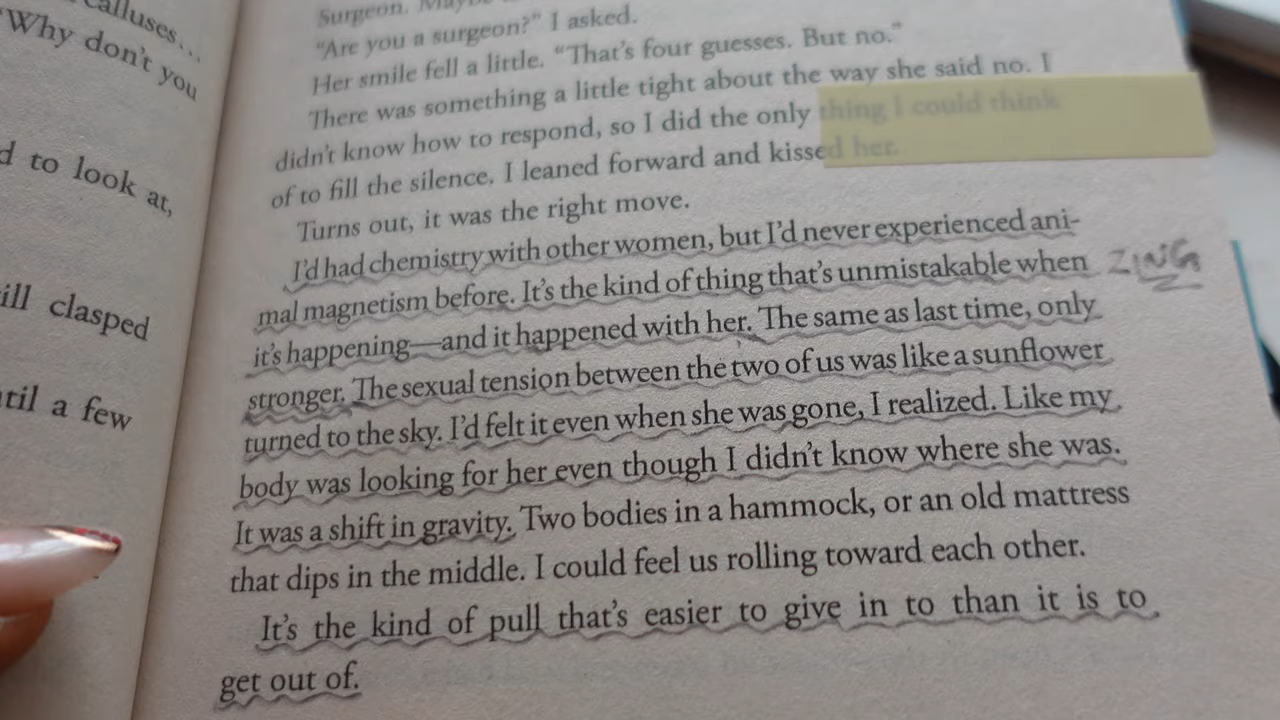 calluses…
“Why don’t you
d to look at,
ill clasped
til a few
Surgeon.
“Are you a surgeon?” I asked.
Her smile fell a little. “That’s four guesses. But no.”
There was something a little tight about the way she said no. I
didn’t know how to respond, so I did the only thing I could think
of to fill the silence. I leaned forward and kissed her.
Turns out, it was the right move.
I’d had chemistry with other women, but I’d never experienced ani-
mal magnetism before. It’s the kind of thing that’s unmistakable when
ZING
it’s happening—and it happened with her. The same as last time, only
stronger. The sexual tension between the two of us was like a sunflower
turned to the sky. I’d felt it even when she was gone, I realized. Like my
body was looking for her even though I didn’t know where she was.
It was a shift in gravity. Two bodies in a hammock, or an old mattress
that dips in the middle. I could feel us rolling toward each other.
It’s the kind of pull that’s easier to give in to than it is to
get out of.